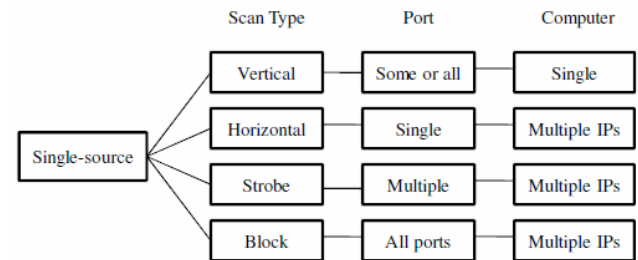 Scan Type Port Computer
Vertical Some or all Single
Horizontal Single Multiple IPs
Single-source
Strobe Multiple Multiple IPs
Block All ports Multiple IPs